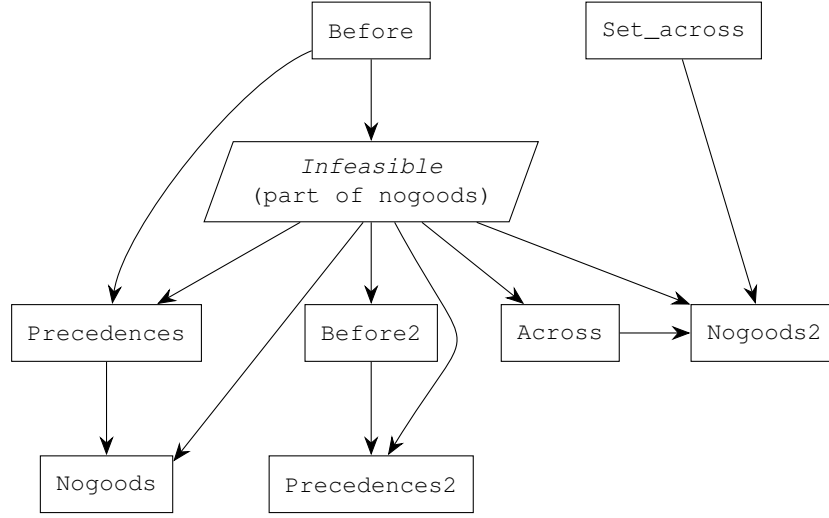 Before
Set_across
Infeasible
(part of nogoods)
Precedences
Before2
Across
Nogoods2
Nogoods
Precedences2